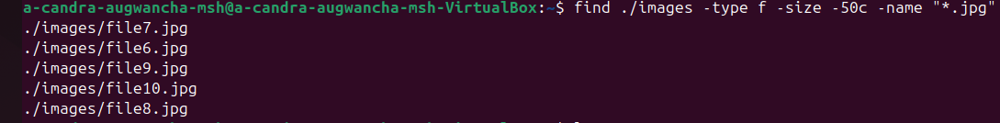 a-candra-augwancha-msh@a-candra-augwancha-msh-VirtualBox:~$ find ./images -type f -size -50c -name "*.jpg"
./images/file7.jpg
./images/file6.jpg
./images/file9.jpg
./images/file10.jpg
./images/file8.jpg